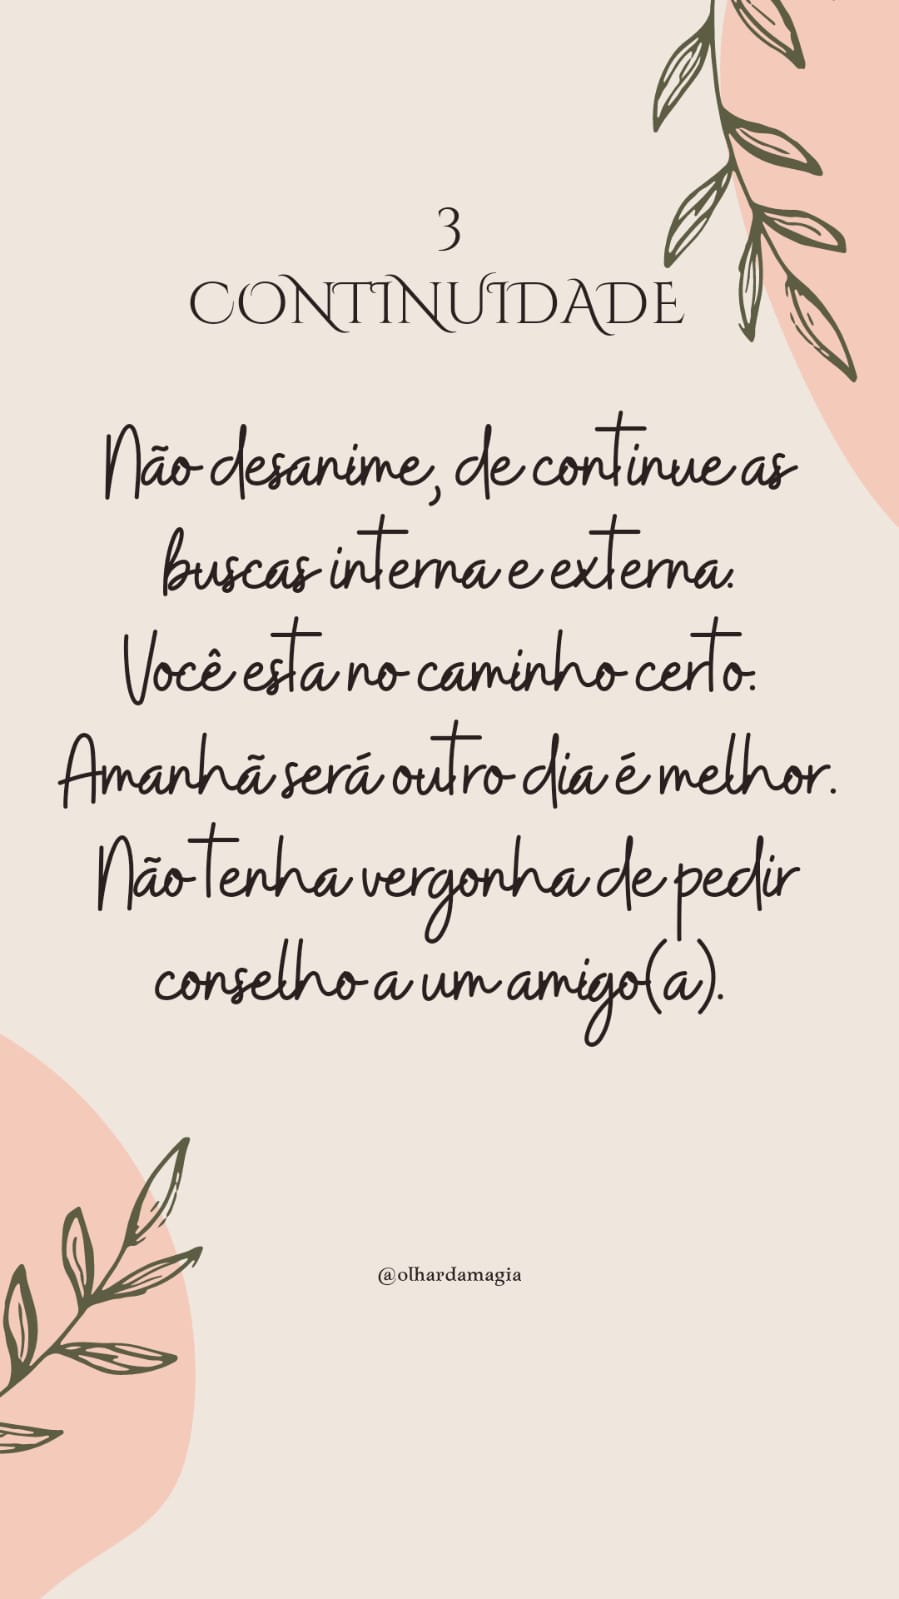 3
CONTINUIDADE
Não desanime, de continue as
buscas interna e externa.
Você esta no caminho certo.
Amanhã será outro dia é melhor.
Não tenha vergonha de pedir
conselho a um amigo(a).
@olhardamagia